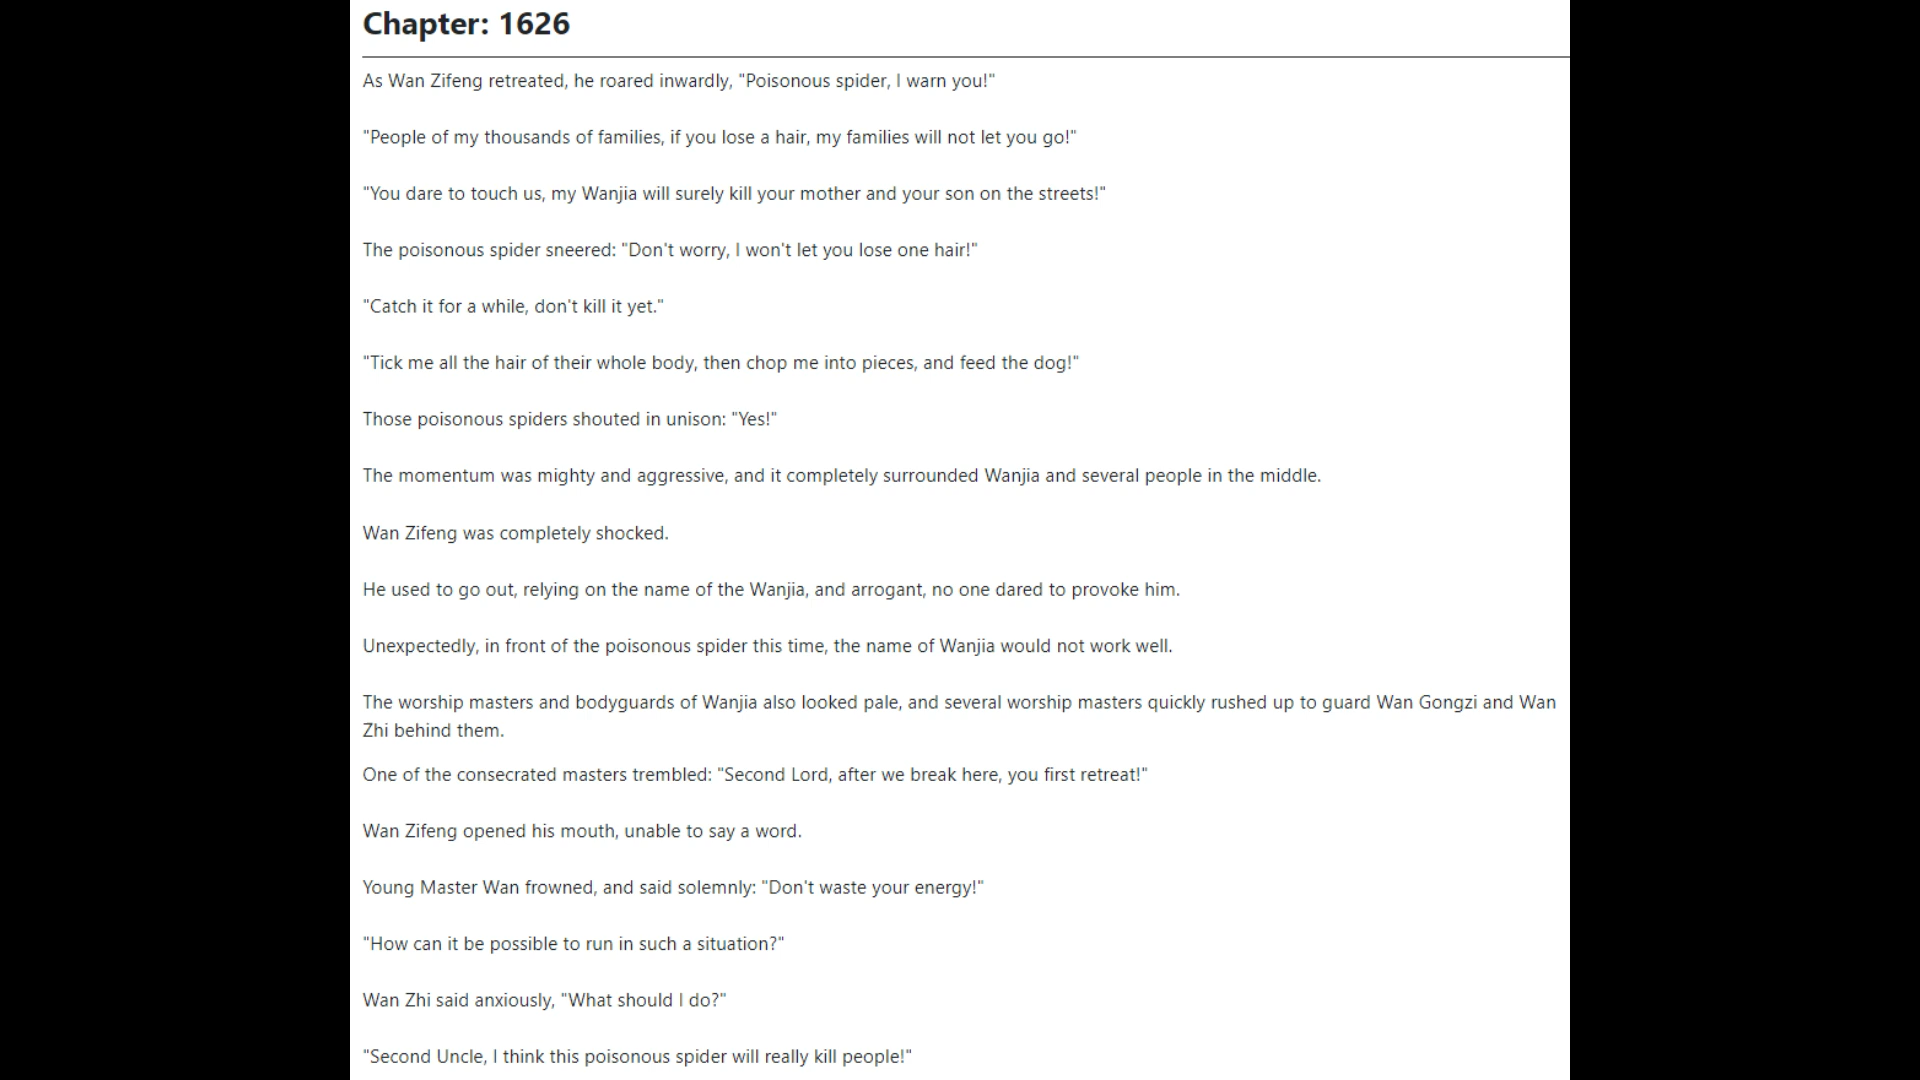 Chapter: 1626
As Wan Zifeng retreated, he roared inwardly, "Poisonous spider, I warn you!"
"People of my thousands of families, if you lose a hair, my families will not let you go!"
"You dare to touch us, my Wanjia will surely kill your mother and your son on the streets!"
The poisonous spider sneered: "Don't worry, I won't let you lose one hair!"
"Catch it for a while, don't kill it yet."
"Tick me all the hair of their whole body, then chop me into pieces, and feed the dog!"
Those poisonous spiders shouted in unison: "Yes!"
The momentum was mighty and aggressive, and it completely surrounded Wanjia and several people in the middle.
Wan Zifeng was completely shocked.
He used to go out, relying on the name of the Wanjia, and arrogant, no one dared to provoke him.
Unexpectedly, in front of the poisonous spider this time, the name of Wanjia would not work well.
The worship masters and bodyguards of Wanjia also looked pale, and several worship masters quickly rushed up to guard Wan Gongzi and Wan
Zhi behind them.
One of the consecrated masters trembled: "Second Lord, after we break here, you first retreat!"
Wan Zifeng opened his mouth, unable to say a word.
Young Master Wan frowned, and said solemnly: "Don't waste your energy!"
"How can it be possible to run in such a situation?"
Wan Zhi said anxiously, "What should I do?"
"Second Uncle, I think this poisonous spider will really kill people!"